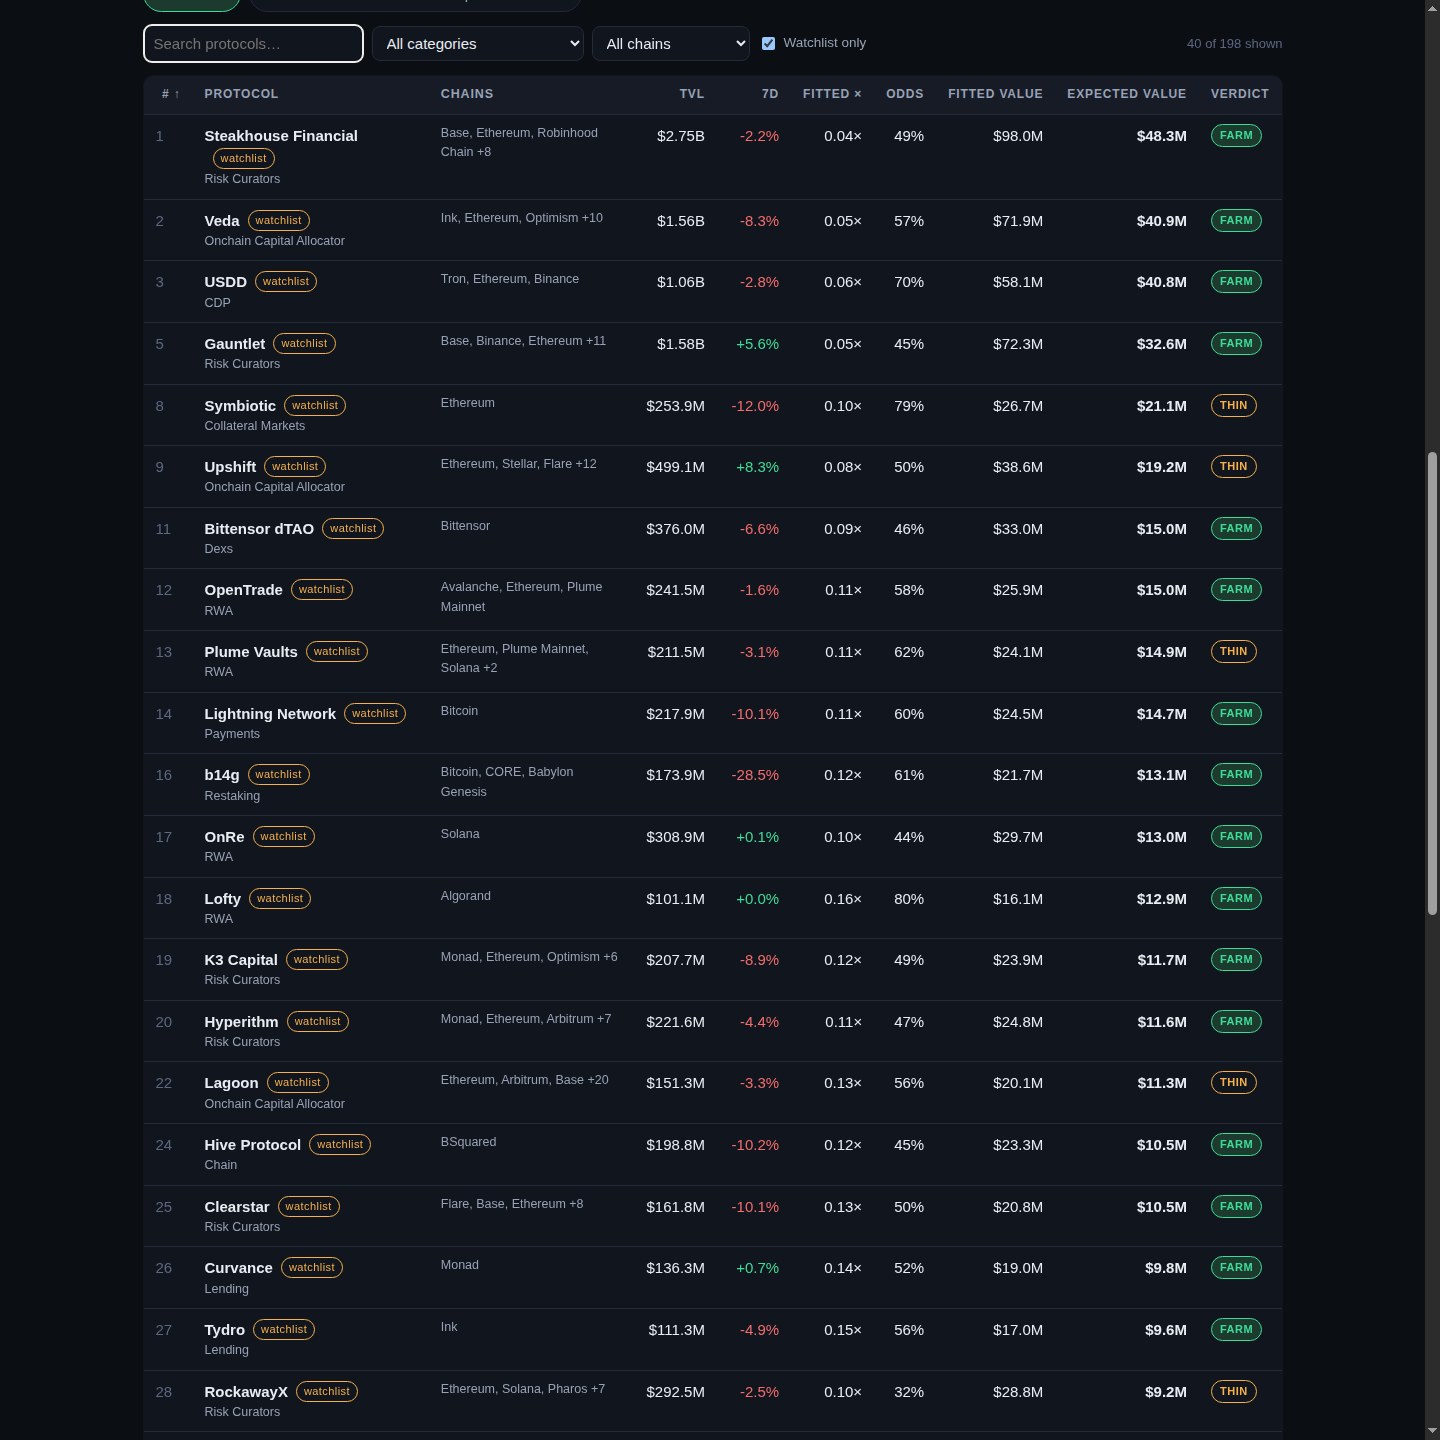 Search protocols…
All categories
All chains
Watchlist only
40 of 198 shown
# ↑ PROTOCOL CHAINS TVL 7D FITTED × ODDS FITTED VALUE EXPECTED VALUE VERDICT
1 Steakhouse Financial Base, Ethereum, Robinhood $2.75B -2.2% 0.04× 49% $98.0M $48.3M FARM
Chain +8
watchlist
Risk Curators
2 Veda watchlist Ink, Ethereum, Optimism +10 $1.56B -8.3% 0.05× 57% $71.9M $40.9M FARM
Onchain Capital Allocator
3 USDD watchlist Tron, Ethereum, Binance $1.06B -2.8% 0.06× 70% $58.1M $40.8M FARM
CDP
5 Gauntlet watchlist Base, Binance, Ethereum +11 $1.58B +5.6% 0.05× 45% $72.3M $32.6M FARM
Risk Curators
8 Symbiotic watchlist Ethereum $253.9M -12.0% 0.10× 79% $26.7M $21.1M THIN
Collateral Markets
9 Upshift watchlist Ethereum, Stellar, Flare +12 $499.1M +8.3% 0.08× 50% $38.6M $19.2M THIN
Onchain Capital Allocator
11 Bittensor dTAO watchlist Bittensor $376.0M -6.6% 0.09× 46% $33.0M $15.0M FARM
Dexs
12 OpenTrade watchlist Avalanche, Ethereum, Plume $241.5M -1.6% 0.11× 58% $25.9M $15.0M FARM
RWA Mainnet
13 Plume Vaults watchlist Ethereum, Plume Mainnet, $211.5M -3.1% 0.11× 62% $24.1M $14.9M THIN
RWA Solana +2
14 Lightning Network watchlist Bitcoin $217.9M -10.1% 0.11× 60% $24.5M $14.7M FARM
Payments
16 b14g watchlist Bitcoin, CORE, Babylon $173.9M -28.5% 0.12× 61% $21.7M $13.1M FARM
Restaking Genesis
17 OnRe watchlist Solana $308.9M +0.1% 0.10× 44% $29.7M $13.0M FARM
RWA
18 Lofty watchlist Algorand $101.1M +0.0% 0.16× 80% $16.1M $12.9M FARM
RWA
19 K3 Capital watchlist Monad, Ethereum, Optimism +6 $207.7M -8.9% 0.12× 49% $23.9M $11.7M FARM
Risk Curators
20 Hyperithm watchlist Monad, Ethereum, Arbitrum +7 $221.6M -4.4% 0.11× 47% $24.8M $11.6M FARM
Risk Curators
22 Lagoon watchlist Ethereum, Arbitrum, Base +20 $151.3M -3.3% 0.13× 56% $20.1M $11.3M THIN
Onchain Capital Allocator
24 Hive Protocol watchlist BSquared $198.8M -10.2% 0.12× 45% $23.3M $10.5M FARM
Chain
25 Clearstar watchlist Flare, Base, Ethereum +8 $161.8M -10.1% 0.13× 50% $20.8M $10.5M FARM
Risk Curators
26 Curvance watchlist Monad $136.3M +0.7% 0.14× 52% $19.0M $9.8M FARM
Lending
27 Tydro watchlist Ink $111.3M -4.9% 0.15× 56% $17.0M $9.6M FARM
Lending
28 RockawayX watchlist Ethereum, Solana, Pharos +7 $292.5M -2.5% 0.10× 32% $28.8M $9.2M THIN
Risk Curators